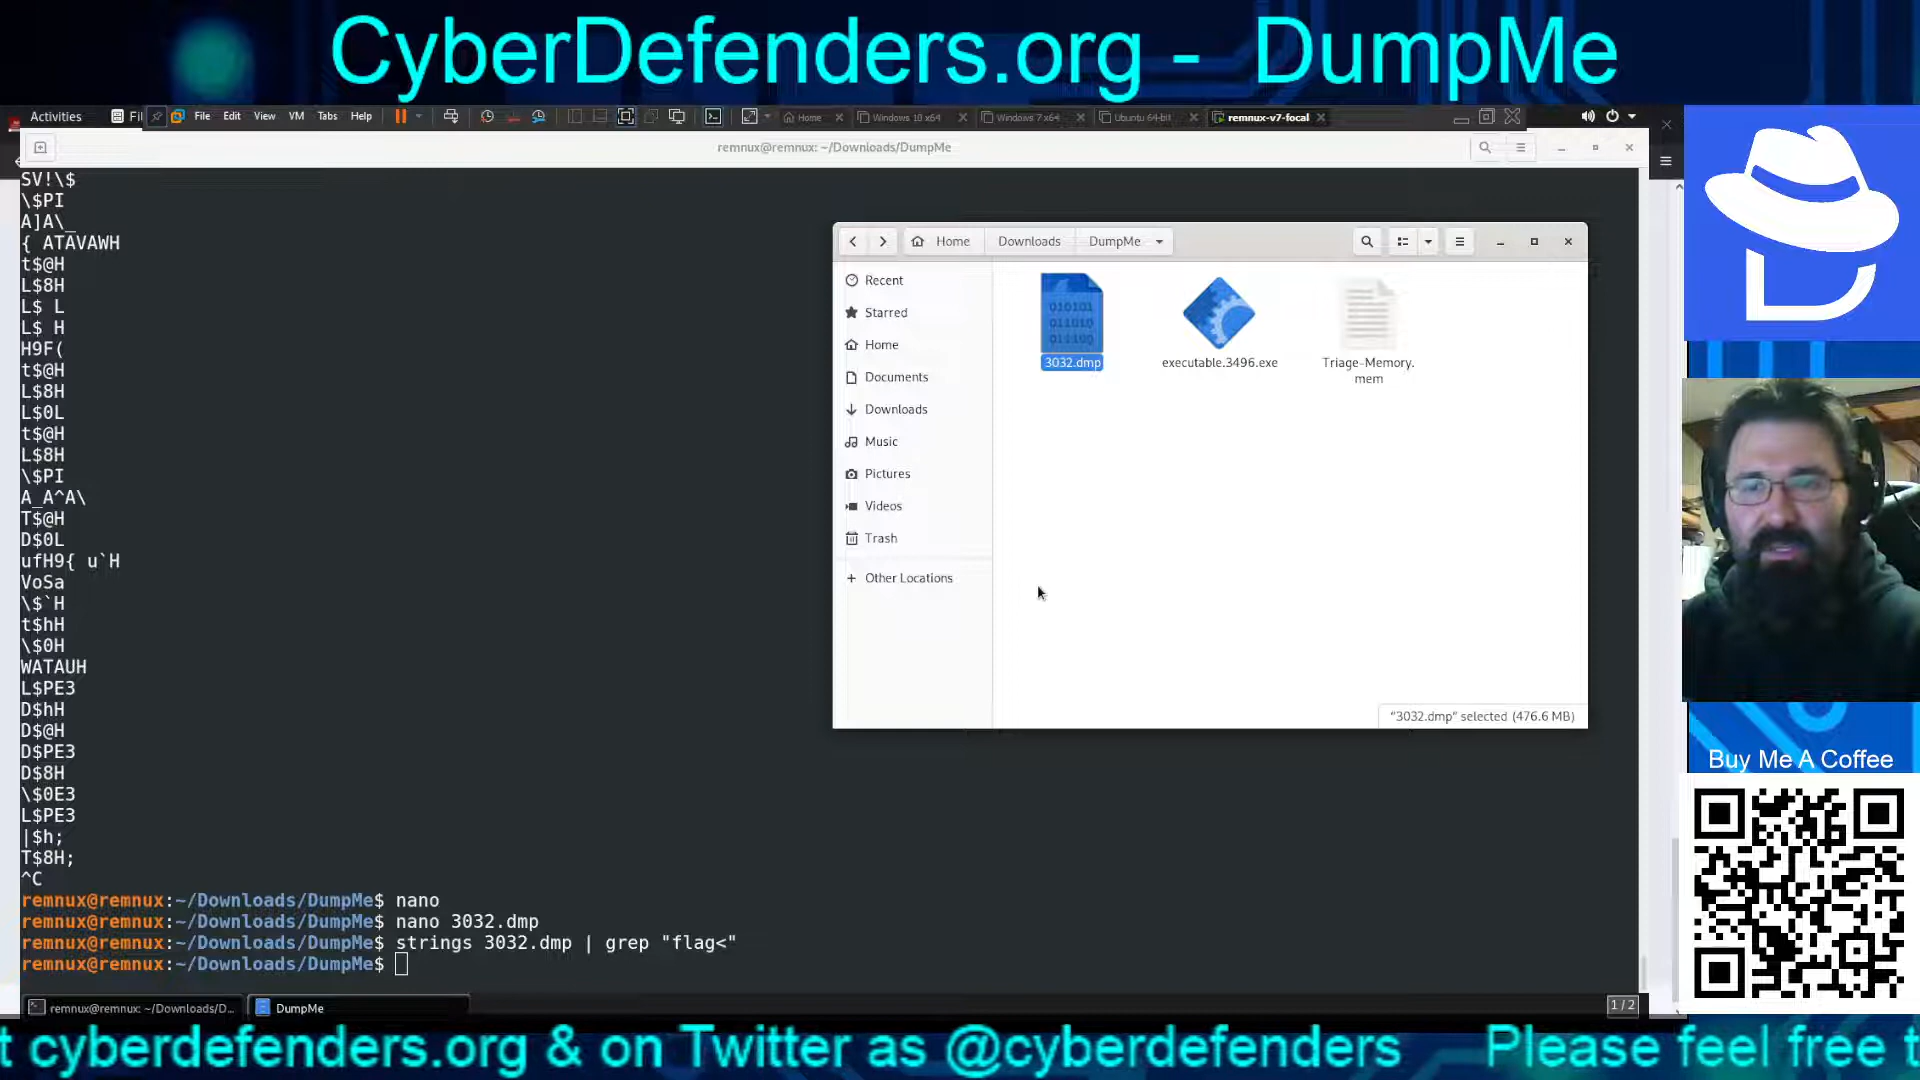 CyberDefenders.org - DumpMe
Activities
Fil
File Edit View VM Tabs Help
Home
Windows 10 x64
Windows 7 x64
Ubuntu 64-bit
remnux-v7-focal
remnux@remnux: ~/Downloads/DumpMe
SV!\$
\$PI
A]A\_
{ ATAVAWH
t$@H
L$8H
L$ L
L$ H
H9F(
t$@H
L$8H
L$0L
t$@H
L$8H
\$PI
A_A^A\
T$@H
D$0L
ufH9{ u`H
VoSa
\$`H
t$hH
\$0H
WATAUH
L$PE3
D$hH
D$@H
D$PE3
D$8H
\$0E3
L$PE3
|$h;
T$8H;
^C
remnux@remnux:~/Downloads/DumpMe$ nano
remnux@remnux:~/Downloads/DumpMe$ nano 3032.dmp
remnux@remnux:~/Downloads/DumpMe$ strings 3032.dmp | grep "flag<"
remnux@remnux:~/Downloads/DumpMe$
Home
Downloads
DumpMe
Recent
Starred
Home
Documents
Downloads
Music
Pictures
Videos
Trash
+ Other Locations
010101
011010
011100
3032.dmp
executable.3496.exe
Triage-Memory.
mem
"3032.dmp" selected (476.6 MB)
Buy Me A Coffee
remnux@remnux: ~/Downloads/D...
DumpMe
1 / 2
t cyberdefenders.org & on Twitter as @cyberdefenders
Please feel free t